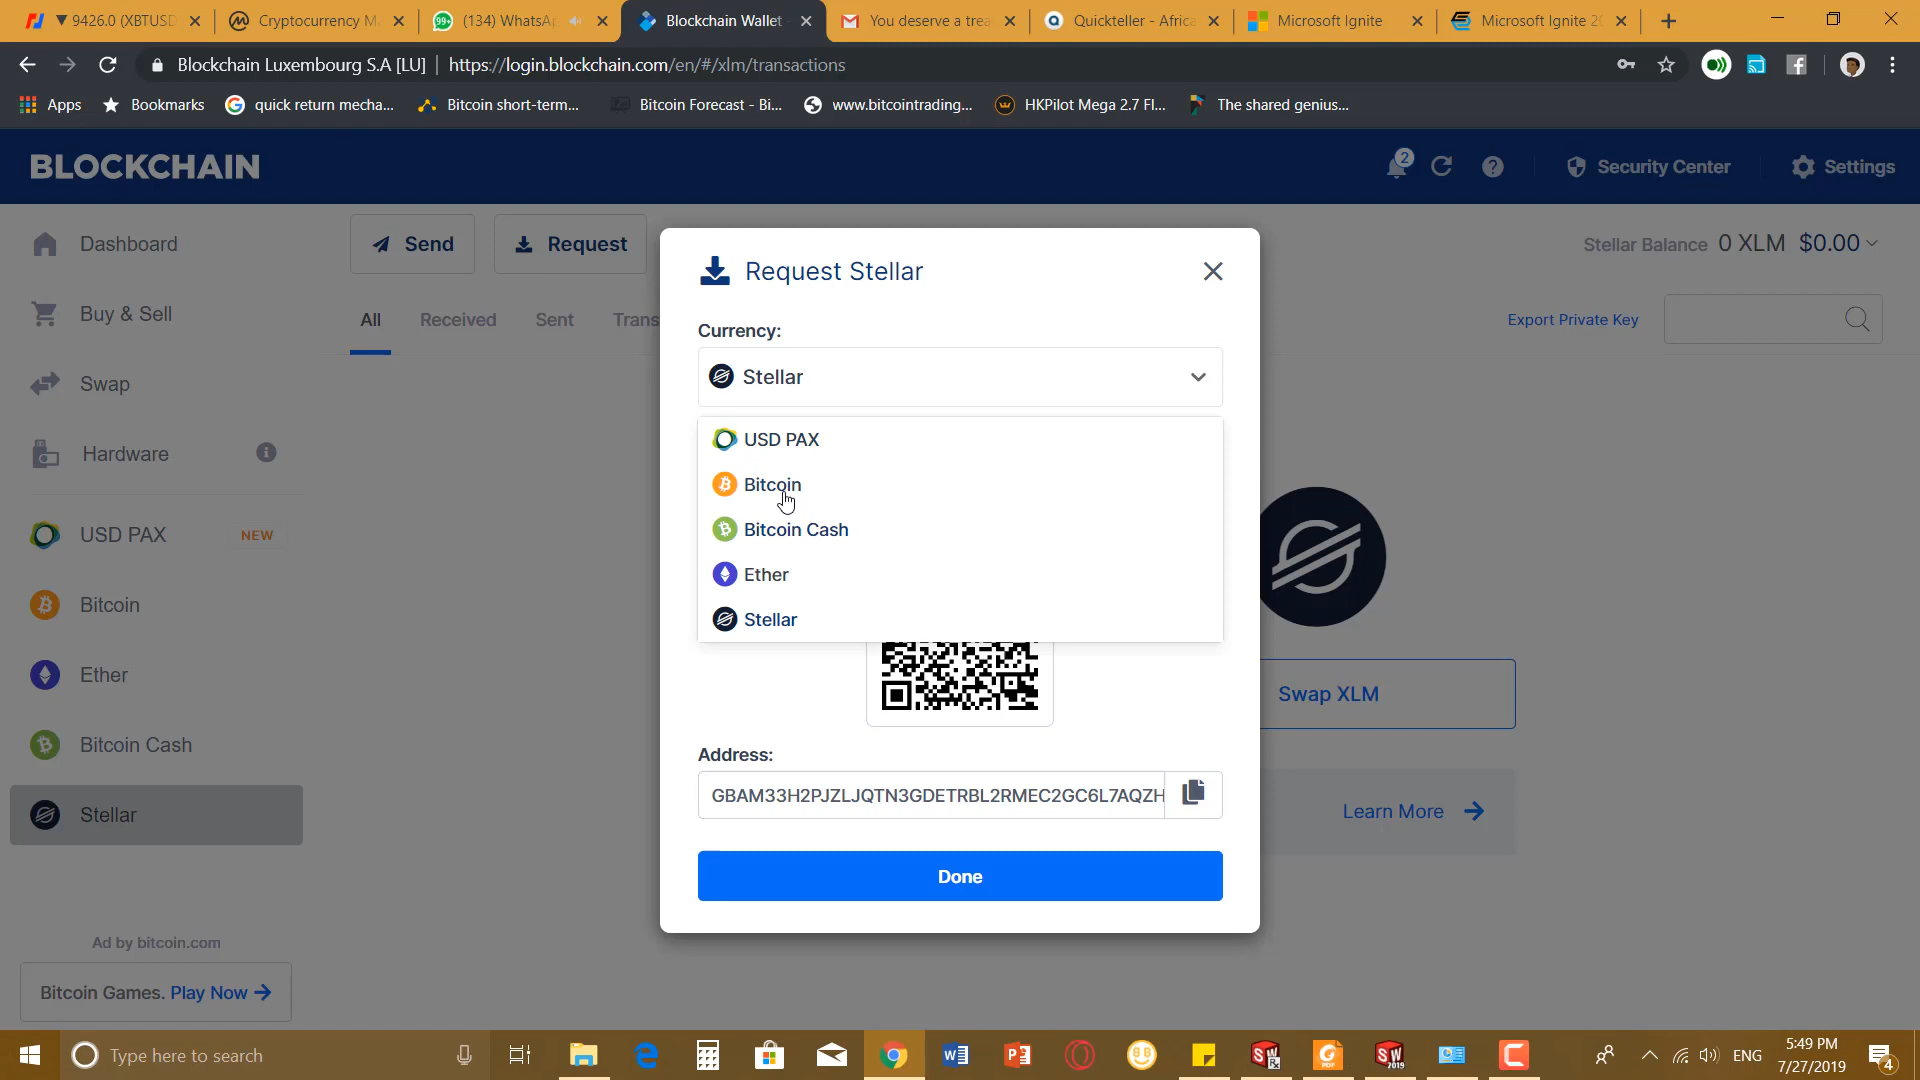 ▼ 9426.0 (XBTUSD
Cryptocurrency M
99+
(134) WhatsAp
Blockchain Wallet
You deserve a trea
Quickteller - Africa
Microsoft Ignite
Microsoft Ignite 20
Blockchain Luxembourg S.A [LU]
https://login.blockchain.com/en/#/xlm/transactions
Apps
Bookmarks
quick return mecha...
Bitcoin short-term...
Bitcoin Forecast - Bi...
www.bitcointrading...
HKPilot Mega 2.7 Fl...
The shared genius...
BLOCKCHAIN
2
Security Center
Settings
Dashboard
Buy & Sell
Swap
Hardware
USD PAX NEW
Bitcoin
Ether
Bitcoin Cash
Stellar
Ad by bitcoin.com
Bitcoin Games. Play Now
Send
Request
All
Received
Sent
Trans
Stellar Balance 0 XLM $0.00
Export Private Key
Request Stellar
Currency:
Stellar
USD PAX
Bitcoin
Bitcoin Cash
Ether
Stellar
Address:
GBAM33H2PJZLJQTN3GDETRBL2RMEC2GC6L7AQZH
Done
Swap XLM
Learn More
Type here to search
SW
SW
2019
ENG
5:49 PM
7/27/2019
4